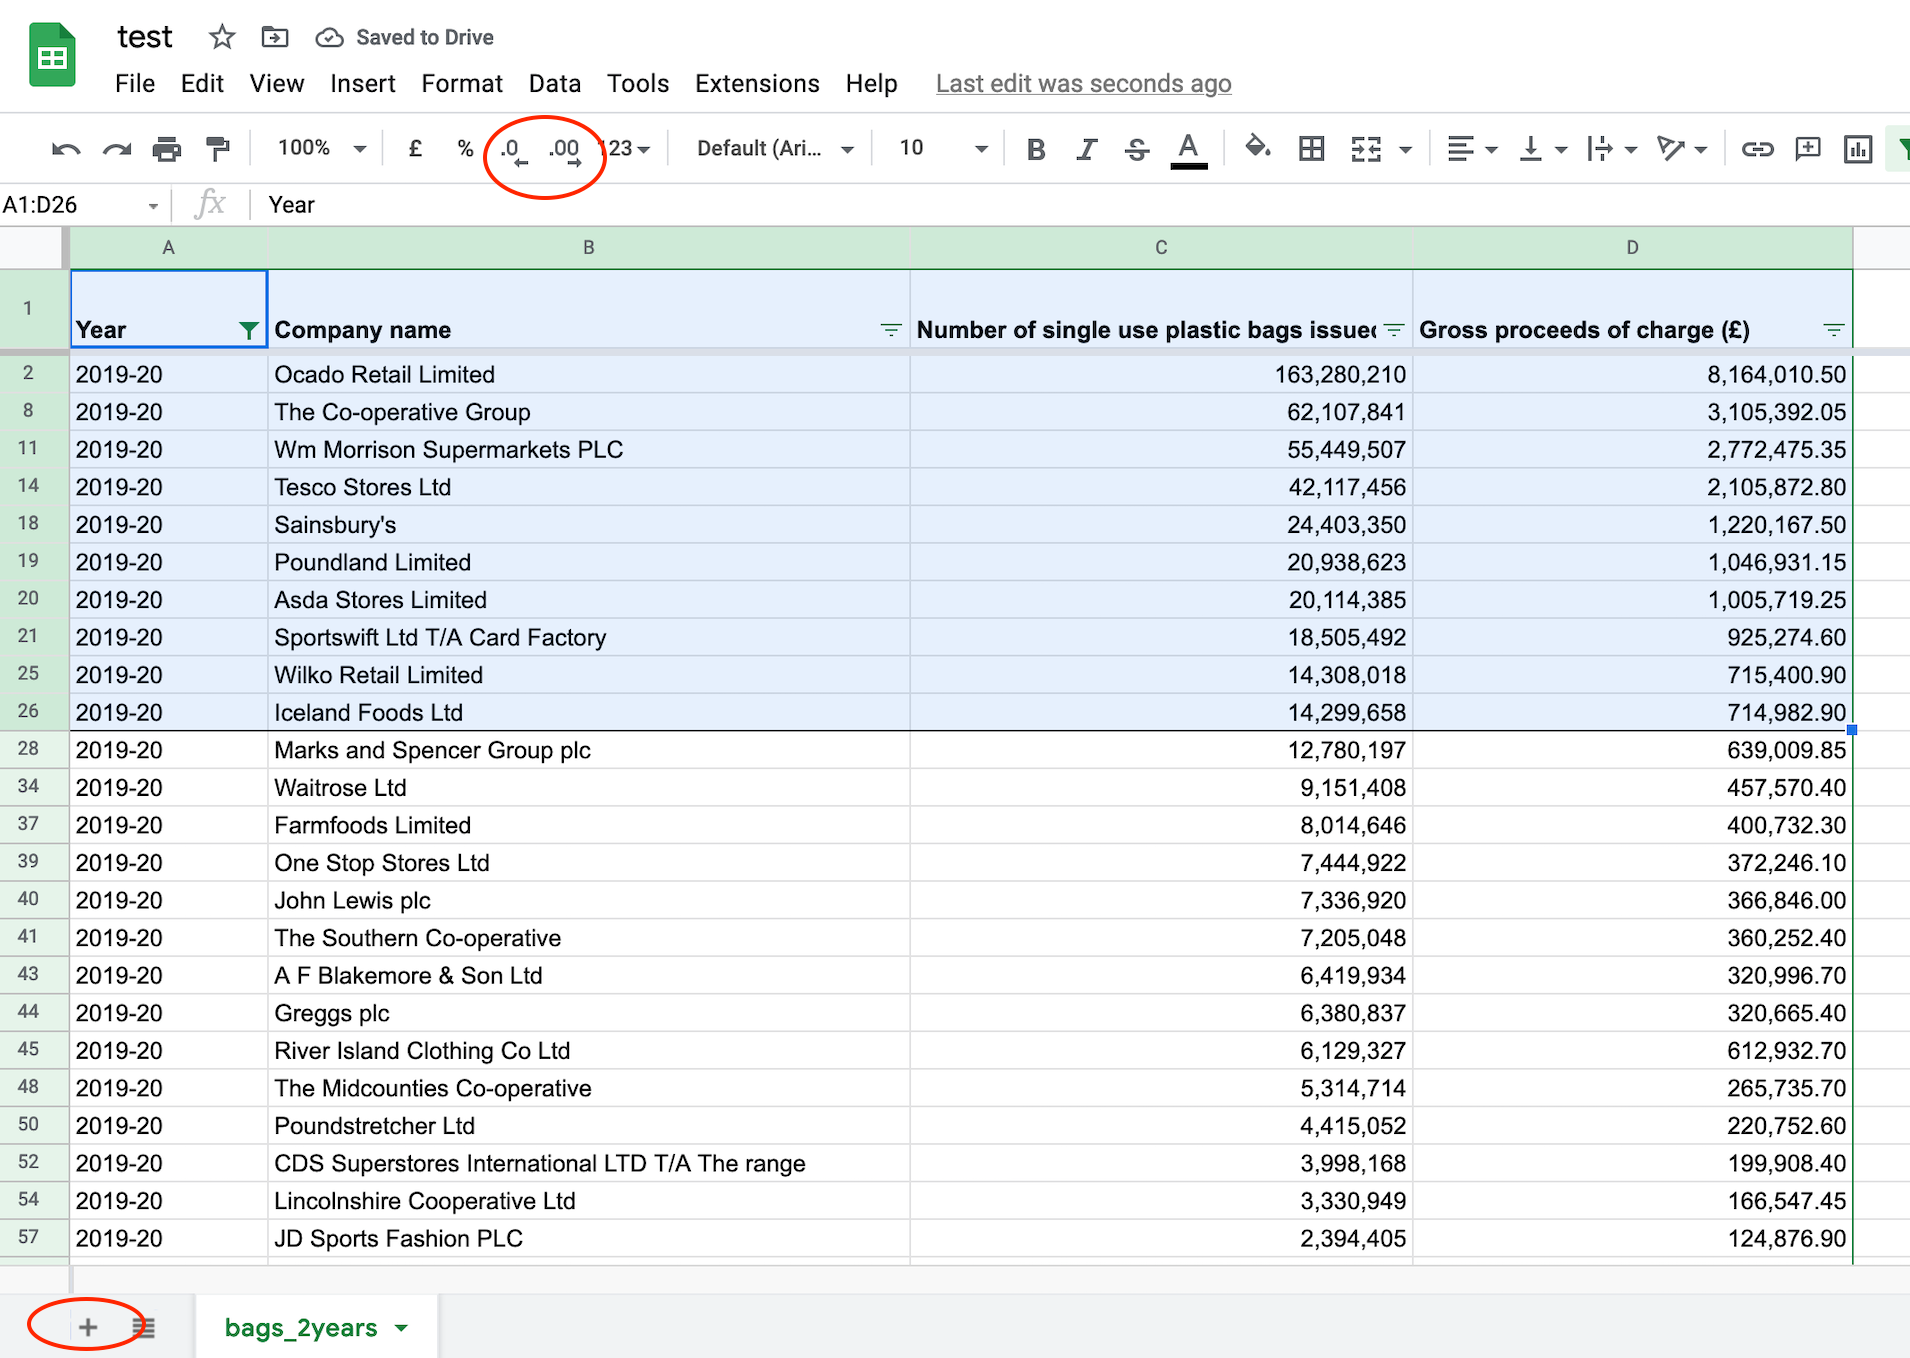 test Saved to Drive
File Edit View Insert Format Data Tools Extensions Help Last edit was seconds ago
100% £ % .0 .00 123 Default (Ari... 10 B I S A
A1:D26 fx Year
A B C D
1 Year Company name Number of single use plastic bags issued Gross proceeds of charge (£)
2 2019-20 Ocado Retail Limited 163,280,210 8,164,010.50
8 2019-20 The Co-operative Group 62,107,841 3,105,392.05
11 2019-20 Wm Morrison Supermarkets PLC 55,449,507 2,772,475.35
14 2019-20 Tesco Stores Ltd 42,117,456 2,105,872.80
18 2019-20 Sainsbury's 24,403,350 1,220,167.50
19 2019-20 Poundland Limited 20,938,623 1,046,931.15
20 2019-20 Asda Stores Limited 20,114,385 1,005,719.25
21 2019-20 Sportswift Ltd T/A Card Factory 18,505,492 925,274.60
25 2019-20 Wilko Retail Limited 14,308,018 715,400.90
26 2019-20 Iceland Foods Ltd 14,299,658 714,982.90
28 2019-20 Marks and Spencer Group plc 12,780,197 639,009.85
34 2019-20 Waitrose Ltd 9,151,408 457,570.40
37 2019-20 Farmfoods Limited 8,014,646 400,732.30
39 2019-20 One Stop Stores Ltd 7,444,922 372,246.10
40 2019-20 John Lewis plc 7,336,920 366,846.00
41 2019-20 The Southern Co-operative 7,205,048 360,252.40
43 2019-20 A F Blakemore & Son Ltd 6,419,934 320,996.70
44 2019-20 Greggs plc 6,380,837 320,665.40
45 2019-20 River Island Clothing Co Ltd 6,129,327 612,932.70
48 2019-20 The Midcounties Co-operative 5,314,714 265,735.70
50 2019-20 Poundstretcher Ltd 4,415,052 220,752.60
52 2019-20 CDS Superstores International LTD T/A The range 3,998,168 199,908.40
54 2019-20 Lincolnshire Cooperative Ltd 3,330,949 166,547.45
57 2019-20 JD Sports Fashion PLC 2,394,405 124,876.90
+ bags_2years